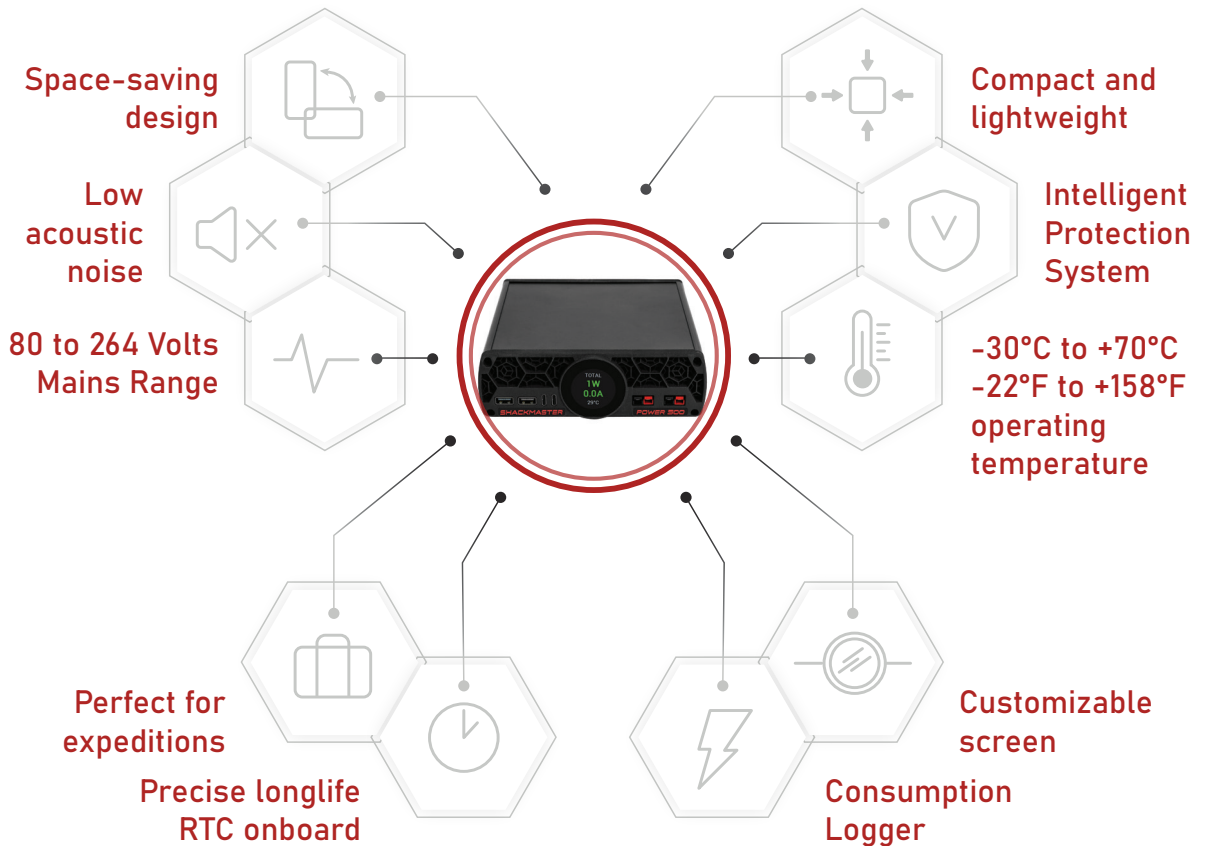 Space-saving
design
Compact and
lightweight
Low
acoustic
noise
Intelligent
Protection
System
80 to 264 Volts
Mains Range
-30°C to +70°C
-22°F to +158°F
operating
temperature
TOTAL
1W
0.0A
29°C
SHACKMASTER
POWER 500
Perfect for
expeditions
Customizable
screen
Precise longlife
RTC onboard
Consumption
Logger